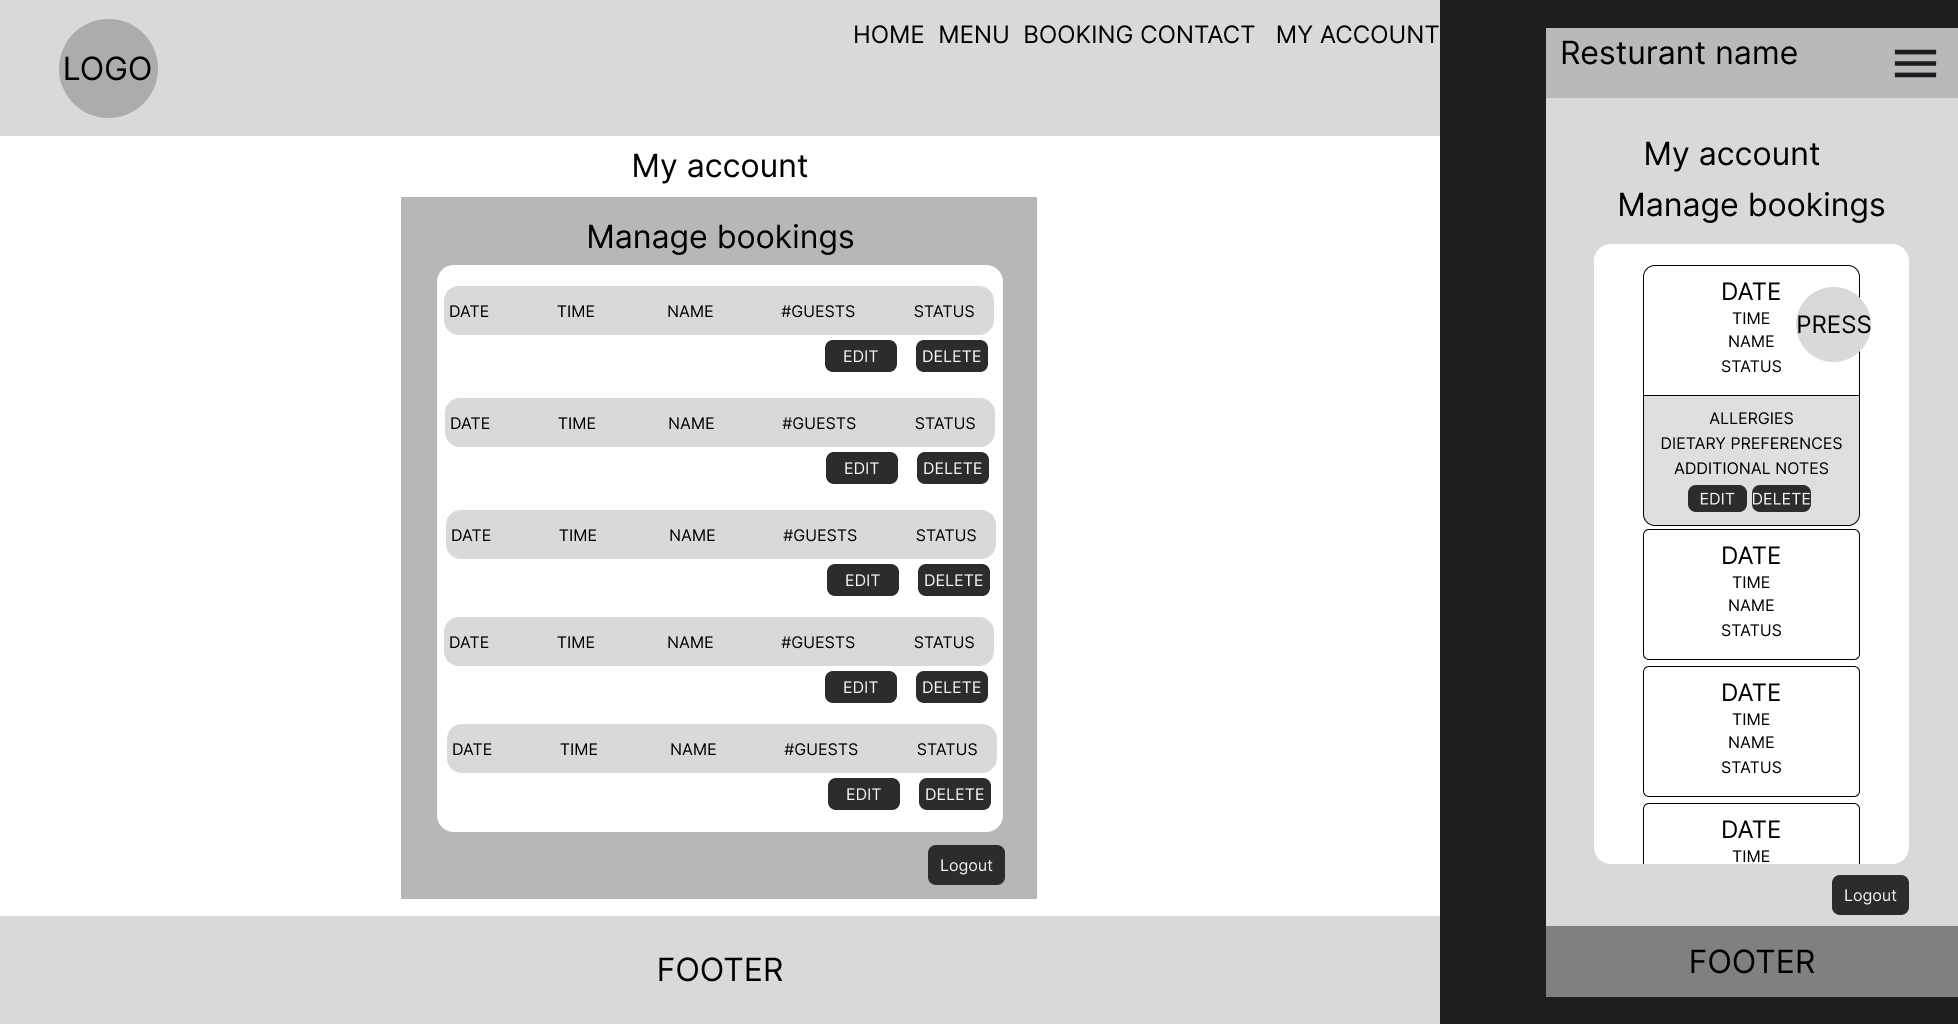 LOGO
HOME MENU BOOKING CONTACT MY ACCOUNT
My account
Manage bookings
DATE TIME NAME #GUESTS STATUS
EDIT DELETE
DATE TIME NAME #GUESTS STATUS
EDIT DELETE
DATE TIME NAME #GUESTS STATUS
EDIT DELETE
DATE TIME NAME #GUESTS STATUS
EDIT DELETE
DATE TIME NAME #GUESTS STATUS
EDIT DELETE
Logout
FOOTER
Resturant name
My account
Manage bookings
DATE
TIME
PRESS
NAME
STATUS
ALLERGIES
DIETARY PREFERENCES
ADDITIONAL NOTES
EDIT DELETE
DATE
TIME
NAME
STATUS
DATE
TIME
NAME
STATUS
DATE
TIME
Logout
FOOTER